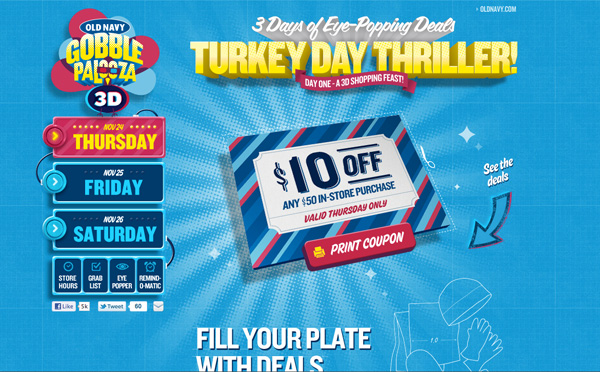 OLDNAVY.COM
OLD NAVY
GOBBLE
PALOOZA
3D
3 Days of Eye-Popping Deals
TURKEY DAY THRILLER!
DAY ONE - A 3D SHOPPING FEAST!
NOV 24
THURSDAY
NOV 25
FRIDAY
NOV 26
SATURDAY
STORE HOURS
GRAB LIST
EYE POPPER
REMIND-O-MATIC
Like 5k Tweet 60
$10 OFF
ANY $50 IN-STORE PURCHASE
VALID THURSDAY ONLY
PRINT COUPON
See the
deals
FILL YOUR PLATE
WITH DEALS